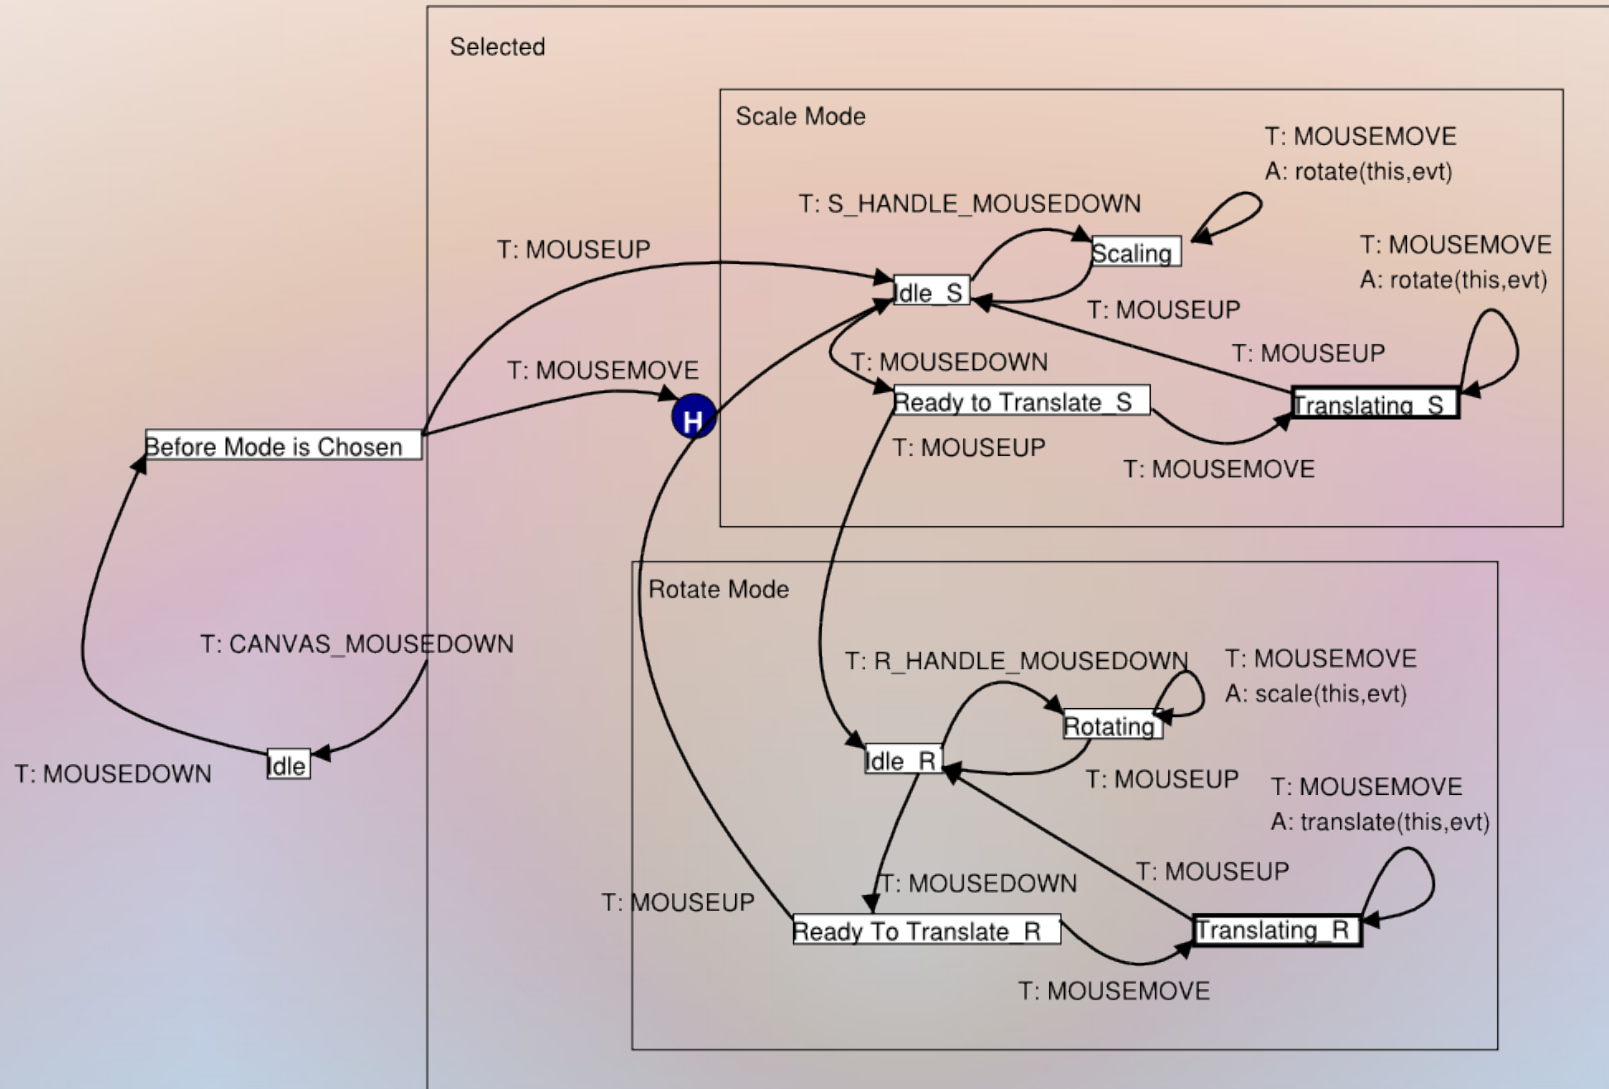 Selected
Scale Mode
T: MOUSEMOVE
A: rotate(this,evt)
T: S_HANDLE_MOUSEDOWN
T: MOUSEUP
Scaling
T: MOUSEMOVE
A: rotate(this,evt)
Idle_S
T: MOUSEUP
T: MOUSEMOVE
T: MOUSEDOWN
T: MOUSEUP
H
Ready to Translate_S
Translating_S
Before Mode is Chosen
T: MOUSEUP
T: MOUSEMOVE
Rotate Mode
T: CANVAS_MOUSEDOWN
T: R_HANDLE_MOUSEDOWN
T: MOUSEMOVE
A: scale(this,evt)
Rotating
Idle
Idle_R
T: MOUSEDOWN
T: MOUSEUP
T: MOUSEMOVE
A: translate(this,evt)
T: MOUSEUP
T: MOUSEDOWN
T: MOUSEUP
Ready To Translate_R
Translating_R
T: MOUSEMOVE